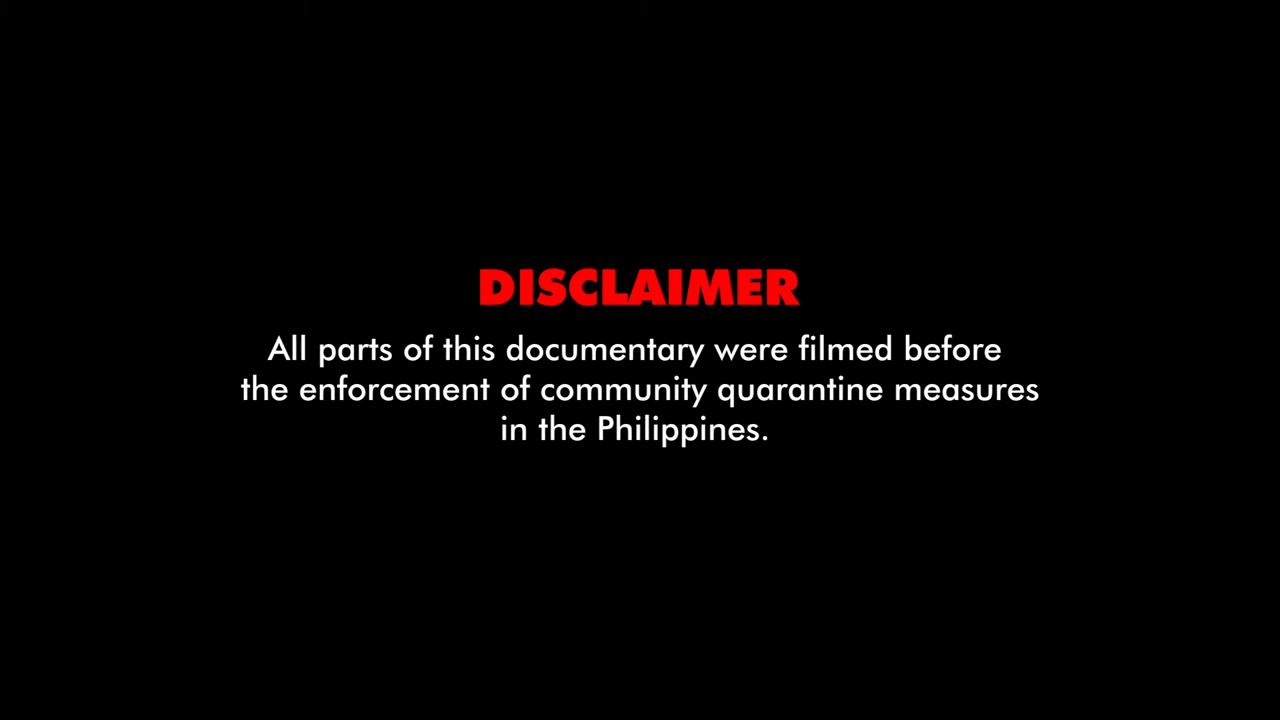 DISCLAIMER
All parts of this documentary were filmed before
the enforcement of community quarantine measures
in the Philippines.